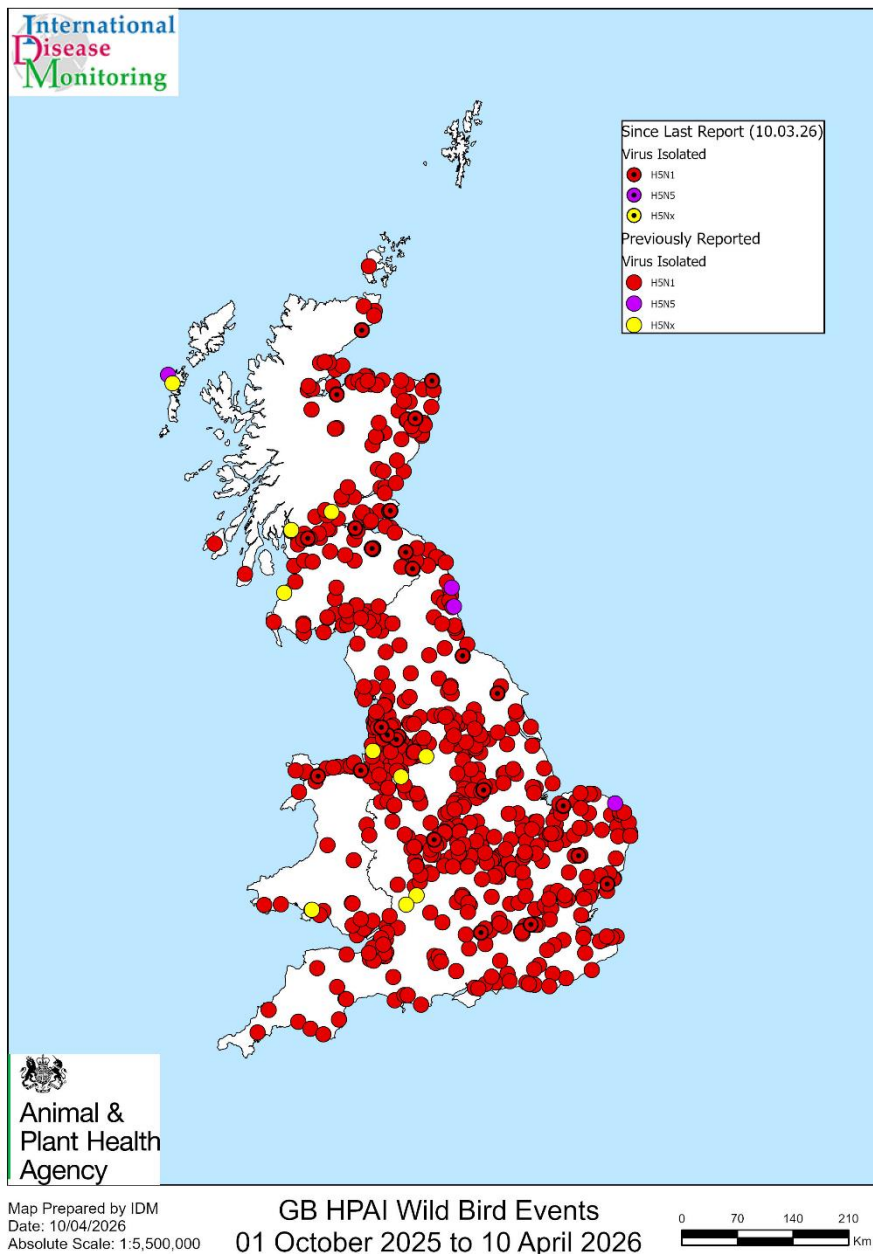 International
Disease
Monitoring
Since Last Report (10.03.26)
Virus Isolated
H5N1
H5N5
H5Nx
Previously Reported
Virus Isolated
H5N1
H5N5
H5Nx
Animal &
Plant Health
Agency
Map Prepared by IDM
Date: 10/04/2026
Absolute Scale: 1:5,500,000
GB HPAI Wild Bird Events
01 October 2025 to 10 April 2026
0 70 140 210
Km